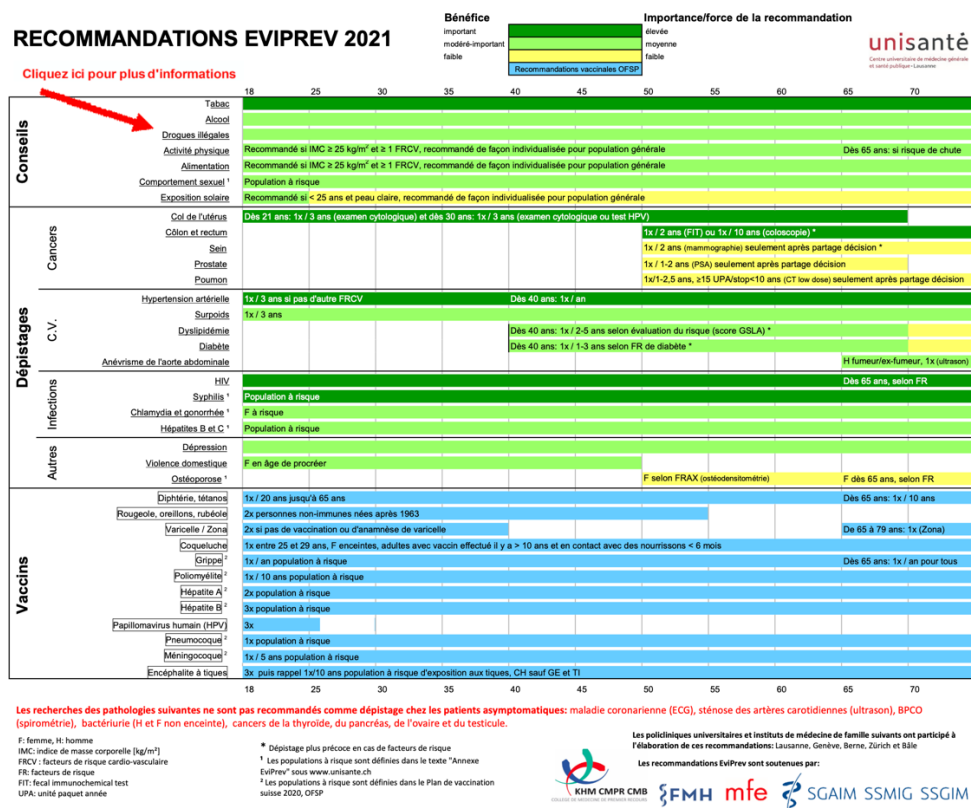 RECOMMANDATIONS EVIPREV 2021
Bénéfice
Importance/force de la recommandation
important
élevée
modéré-important
moyenne
faible
faible
Recommandations vaccinales OFSP
unisanté
Centre universitaire de médecine générale
et santé publique • Lausanne
Cliquez ici pour plus d'informations
18 25 30 35 40 45 50 55 60 65 70
Conseils
Tabac
Alcool
Drogues illégales
Activité physique Recommandé si IMC ≥ 25 kg/m² et ≥ 1 FRCV, recommandé de façon individualisée pour population générale Dès 65 ans: si risque de chute
Alimentation Recommandé si IMC ≥ 25 kg/m² et ≥ 1 FRCV, recommandé de façon individualisée pour population générale
Comportement sexuel ¹ Population à risque
Exposition solaire Recommandé si < 25 ans et peau claire, recommandé de façon individualisée pour population générale
Dépistages
Cancers
Col de l'utérus Dès 21 ans: 1x / 3 ans (examen cytologique) et dès 30 ans: 1x / 3 ans (examen cytologique ou test HPV)
Côlon et rectum 1x / 2 ans (FIT) ou 1x / 10 ans (coloscopie) *
Sein 1x / 2 ans (mammographie) seulement après partage décision *
Prostate 1x / 1-2 ans (PSA) seulement après partage décision
Poumon 1x/1-2,5 ans, ≥15 UPA/stop<10 ans (CT low dose) seulement après partage décision
C.V.
Hypertension artérielle 1x / 3 ans si pas d'autre FRCV Dès 40 ans: 1x / an
Surpoids 1x / 3 ans
Dyslipidémie Dès 40 ans: 1x / 2-5 ans selon évaluation du risque (score GSLA) *
Diabète Dès 40 ans: 1x / 1-3 ans selon FR de diabète *
Anévrisme de l'aorte abdominale H fumeur/ex-fumeur, 1x (ultrason)
Infections
HIV Dès 65 ans, selon FR
Syphilis ¹ Population à risque
Chlamydia et gonorrhée ¹ F à risque
Hépatites B et C ¹ Population à risque
Autres
Dépression
Violence domestique F en âge de procréer
Ostéoporose ¹ F selon FRAX (ostéodensitométrie) F dès 65 ans, selon FR
Vaccins
Diphtérie, tétanos 1x / 20 ans jusqu'à 65 ans Dès 65 ans: 1x / 10 ans
Rougeole, oreillons, rubéole 2x personnes non-immunes nées après 1963
Varicelle / Zona 2x si pas de vaccination ou d'anamnèse de varicelle De 65 à 79 ans: 1x (Zona)
Coqueluche 1x entre 25 et 29 ans, F enceintes, adultes avec vaccin effectué il y a > 10 ans et en contact avec des nourrissons < 6 mois
Grippe ² 1x / an population à risque Dès 65 ans: 1x / an pour tous
Poliomyélite ² 1x / 10 ans population à risque
Hépatite A ² 2x population à risque
Hépatite B ² 3x population à risque
Papillomavirus humain (HPV) 3x
Pneumocoque ² 1x population à risque
Méningocoque ² 1x / 5 ans population à risque
Encéphalite à tiques 3x puis rappel 1x/10 ans population à risque d'exposition aux tiques, CH sauf GE et TI
18 25 30 35 40 45 50 55 60 65 70
Les recherches des pathologies suivantes ne sont pas recommandés comme dépistage chez les patients asymptomatiques: maladie coronarienne (ECG), sténose des artères carotidiennes (ultrason), BPCO
(spirométrie), bactériurie (H et F non enceinte), cancers de la thyroïde, du pancréas, de l'ovaire et du testicule.
F: femme, H: homme
IMC: indice de masse corporelle [kg/m²]
FRCV : facteurs de risque cardio-vasculaire
FR: facteurs de risque
FIT: fecal immunochemical test
UPA: unité paquet année
* Dépistage plus précoce en cas de facteurs de risque
¹ Les populations à risque sont définies dans le texte "Annexe
EviPrev" sous www.unisante.ch
² Les populations à risque sont définies dans le Plan de vaccination
suisse 2020, OFSP
Les policliniques universitaires et instituts de médecine de famille suivants ont participé à
l'élaboration de ces recommandations: Lausanne, Genève, Berne, Zürich et Bâle
Les recommandations EviPrev sont soutenues par:
KHM CMPR CMB
COLLEGE DE MEDECINE DE PREMIER RECOURS
FMH
mfe
SGAIM SSMIG SSGIM